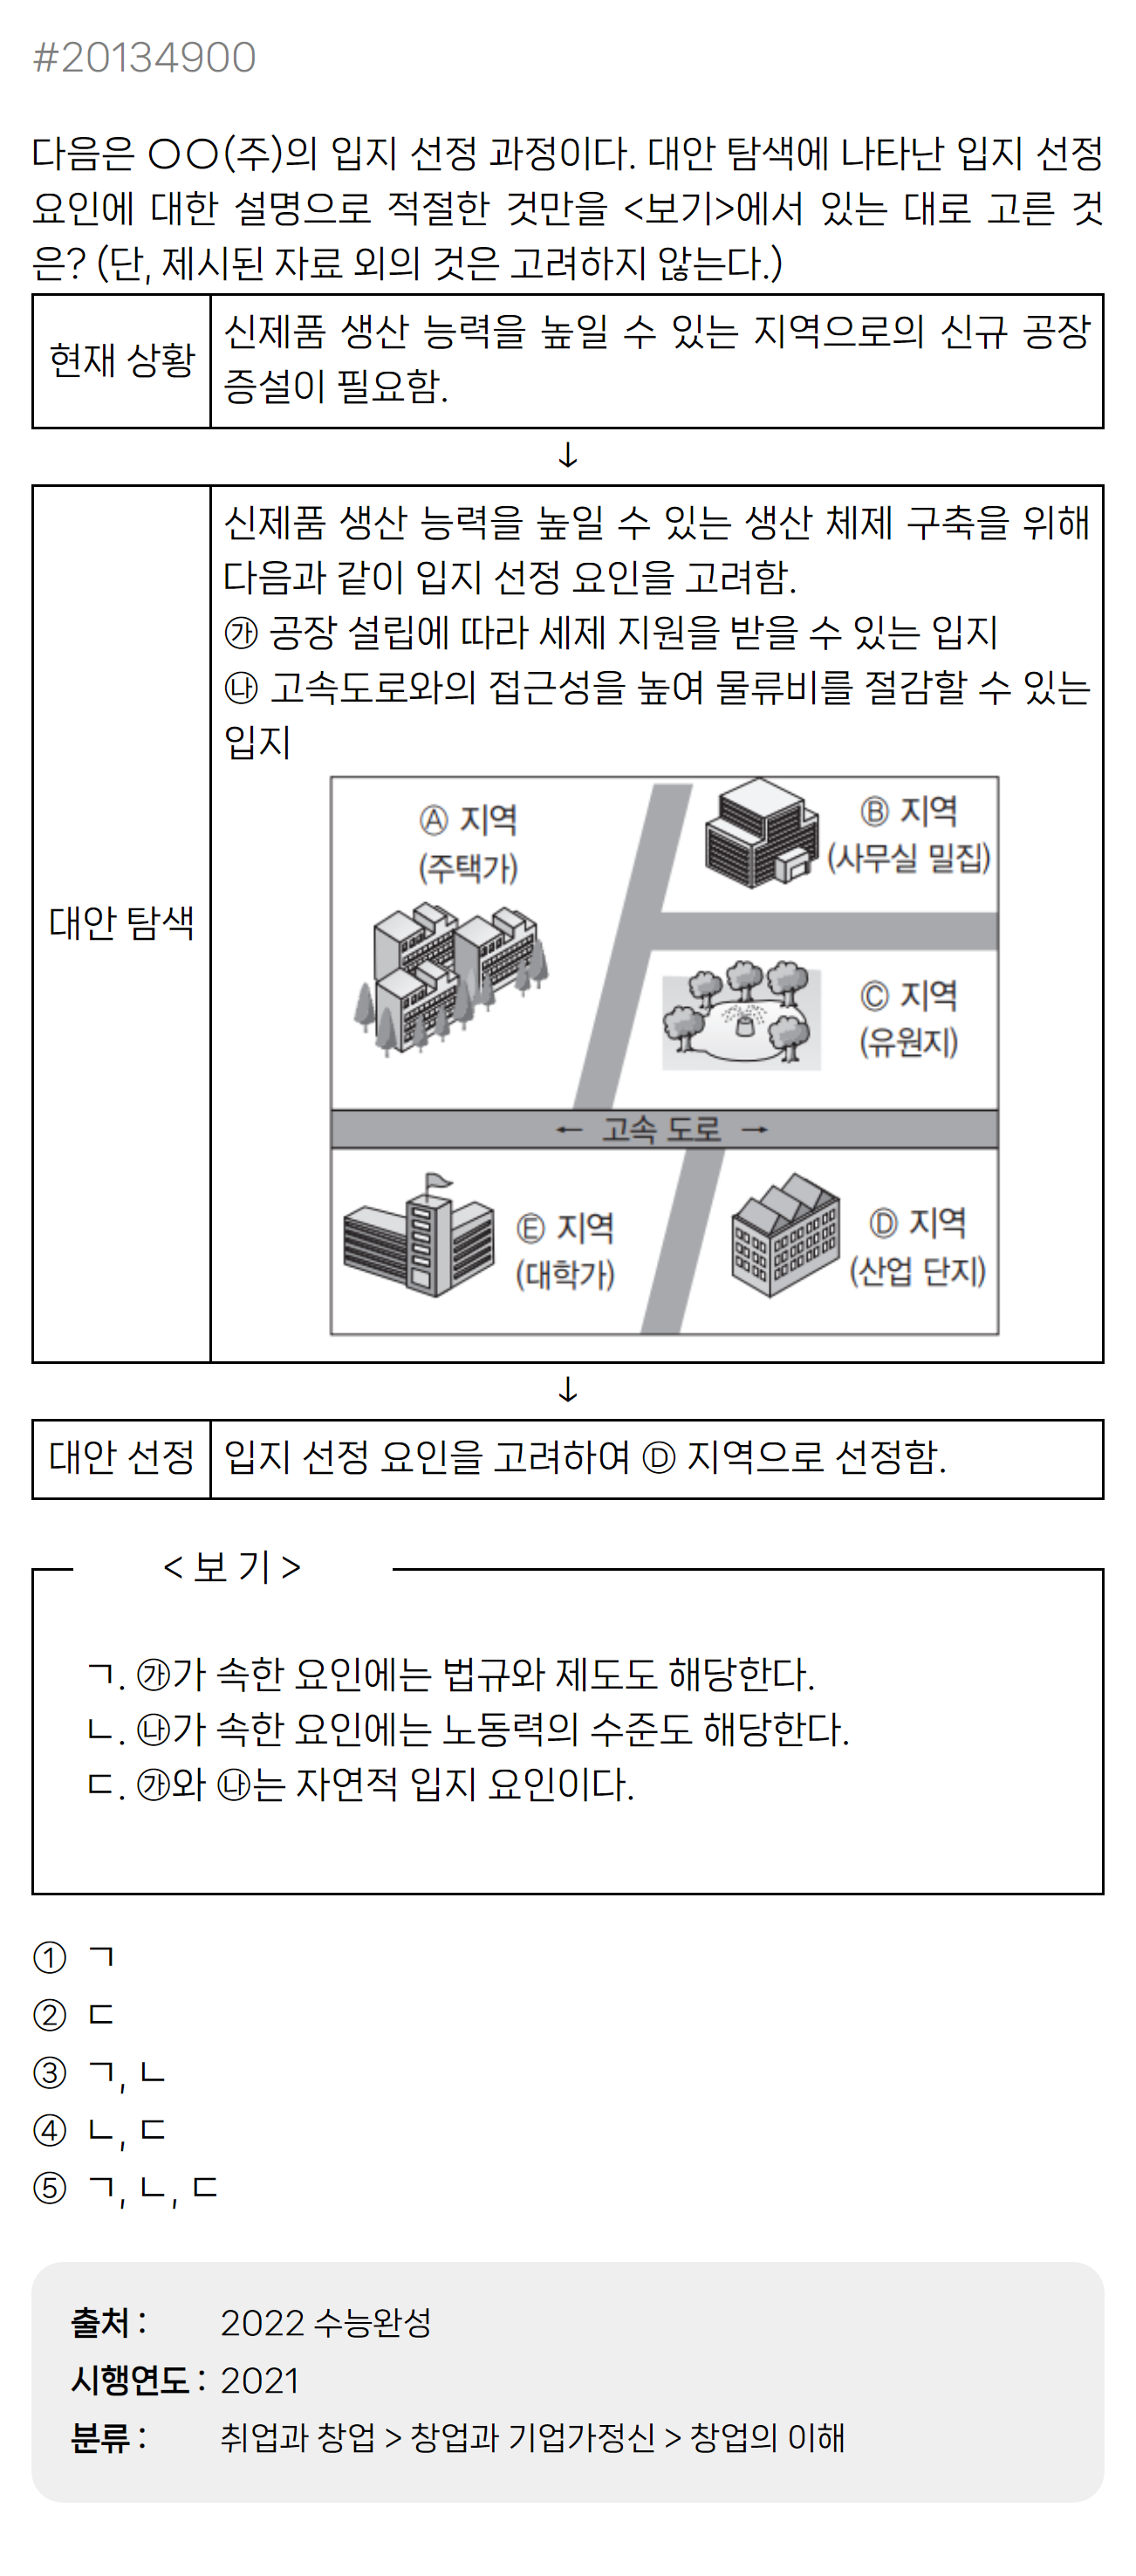 #20134900
다음은 ○○(주)의 입지 선정 과정이다. 대안 탐색에 나타난 입지 선정
요인에 대한 설명으로 적절한 것만을 <보기>에서 있는 대로 고른 것
은? (단, 제시된 자료 외의 것은 고려하지 않는다.)
현재 상황
신제품 생산 능력을 높일 수 있는 지역으로의 신규 공장
증설이 필요함.
↓
대안 탐색
신제품 생산 능력을 높일 수 있는 생산 체제 구축을 위해
다음과 같이 입지 선정 요인을 고려함.
㉮ 공장 설립에 따라 세제 지원을 받을 수 있는 입지
㉯ 고속도로와의 접근성을 높여 물류비를 절감할 수 있는
입지
Ⓐ 지역
(주택가)
Ⓑ 지역
(사무실 밀집)
Ⓒ 지역
(유원지)
← 고속 도로 →
Ⓔ 지역
(대학가)
Ⓓ 지역
(산업 단지)
↓
대안 선정
입지 선정 요인을 고려하여 Ⓓ 지역으로 선정함.
< 보 기 >
ㄱ. ㉮가 속한 요인에는 법규와 제도도 해당한다.
ㄴ. ㉯가 속한 요인에는 노동력의 수준도 해당한다.
ㄷ. ㉮와 ㉯는 자연적 입지 요인이다.
① ㄱ
② ㄷ
③ ㄱ, ㄴ
④ ㄴ, ㄷ
⑤ ㄱ, ㄴ, ㄷ
출처 : 2022 수능완성
시행연도 : 2021
분류 : 취업과 창업 > 창업과 기업가정신 > 창업의 이해